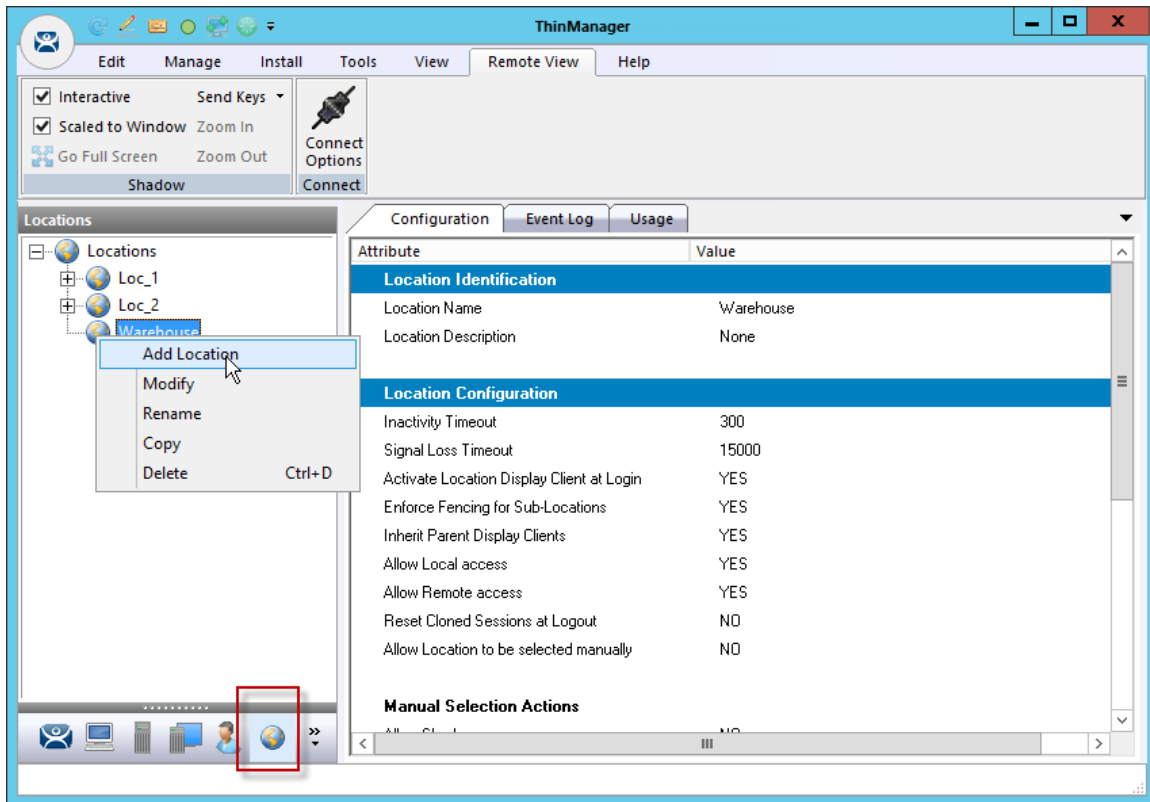 ThinManager
Edit Manage Install Tools View Remote View Help
Interactive Send Keys
Scaled to Window Zoom In
Go Full Screen Zoom Out
Connect Options
Shadow Connect
Locations
Configuration Event Log Usage
Locations
Loc_1
Loc_2
Warehouse
Add Location
Modify
Rename
Copy
Delete Ctrl+D
Attribute Value
Location Identification
Location Name Warehouse
Location Description None
Location Configuration
Inactivity Timeout 300
Signal Loss Timeout 15000
Activate Location Display Client at Login YES
Enforce Fencing for Sub-Locations YES
Inherit Parent Display Clients YES
Allow Local access YES
Allow Remote access YES
Reset Cloned Sessions at Logout NO
Allow Location to be selected manually NO
Manual Selection Actions